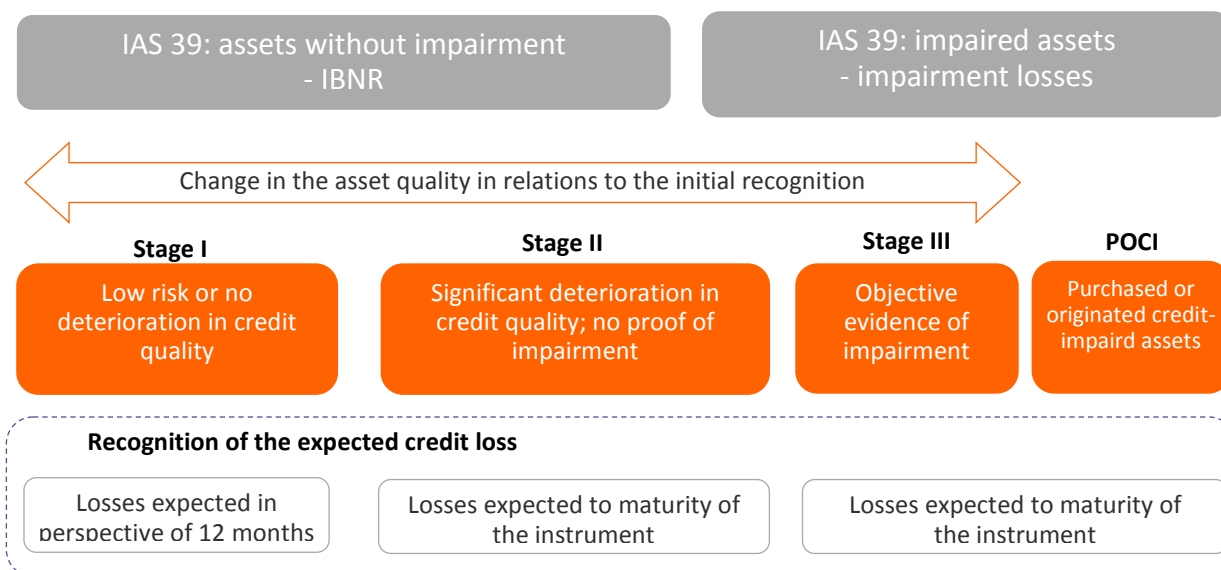 IAS 39: assets without impairment
- IBNR
IAS 39: impaired assets
- impairment losses
Change in the asset quality in relations to the initial recognition
Stage I
Low risk or no
deterioration in credit
quality
Stage II
Significant deterioration in
credit quality; no proof of
impairment
Stage III
Objective
evidence of
impairment
POCI
Purchased or
originated credit-
impaird assets
Recognition of the expected credit loss
Losses expected in
perspective of 12 months
Losses expected to maturity of
the instrument
Losses expected to maturity of
the instrument